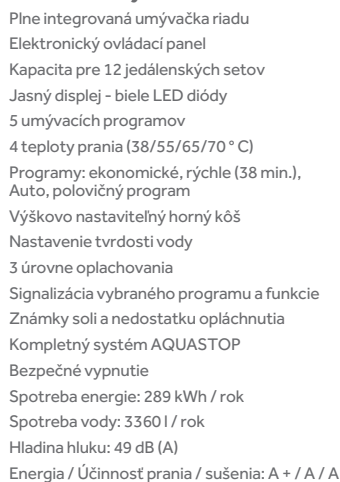 Plne integrovaná umývačka riadu
Elektronický ovládací panel
Kapacita pre 12 jedálenských setov
Jasný displej - biele LED diódy
5 umývacích programov
4 teploty prania (38/55/65/70 ° C)
Programy: ekonomické, rýchle (38 min.),
Auto, polovičný program
Výškovo nastaviteľný horný kôš
Nastavenie tvrdosti vody
3 úrovne oplachovania
Signalizácia vybraného programu a funkcie
Známky soli a nedostatku opláchnutia
Kompletný systém AQUASTOP
Bezpečné vypnutie
Spotreba energie: 289 kWh / rok
Spotreba vody: 3360 l / rok
Hladina hluku: 49 dB (A)
Energia / Účinnosť prania / sušenia: A + / A / A